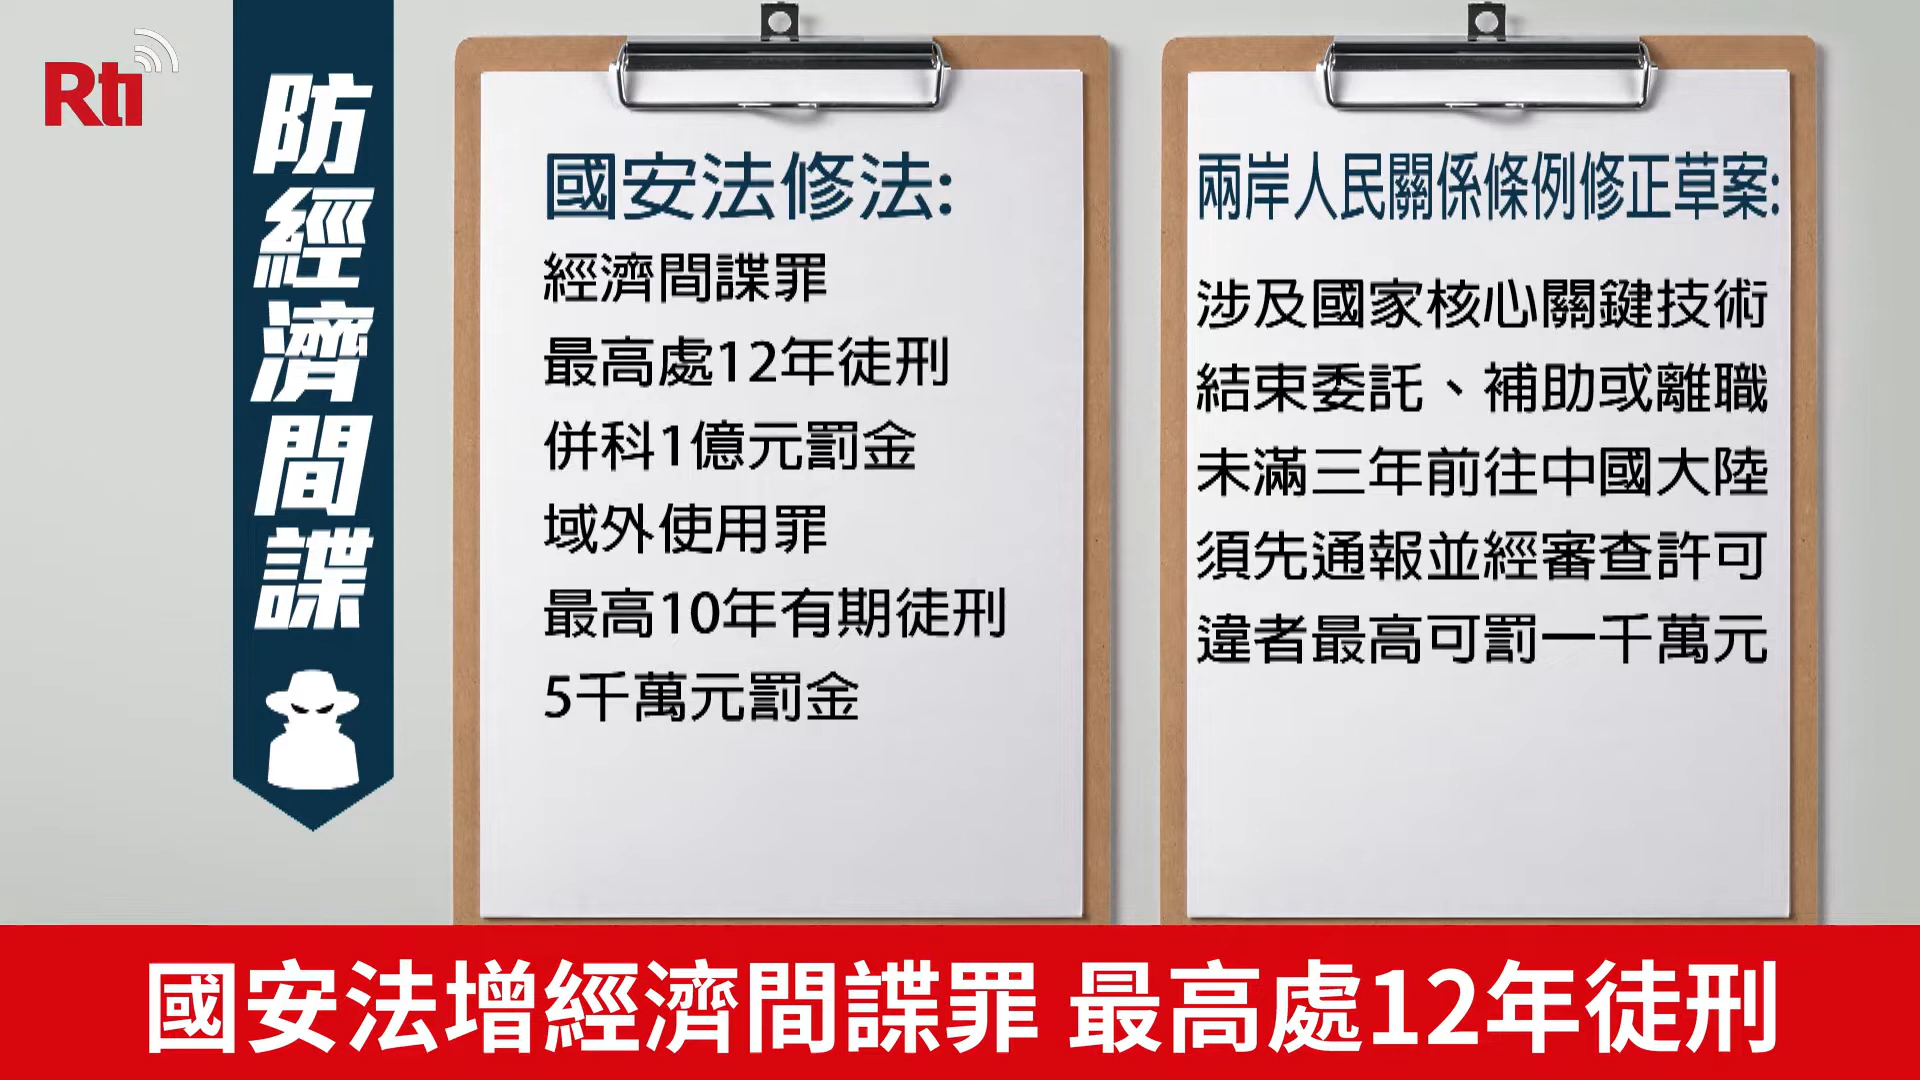 Rti
防經濟間諜
國安法修法:
經濟間諜罪
最高處12年徒刑
併科1億元罰金
域外使用罪
最高10年有期徒刑
5千萬元罰金
兩岸人民關係條例修正草案:
涉及國家核心關鍵技術
結束委託、補助或離職
未滿三年前往中國大陸
須先通報並經審查許可
違者最高可罰一千萬元
國安法增經濟間諜罪 最高處12年徒刑